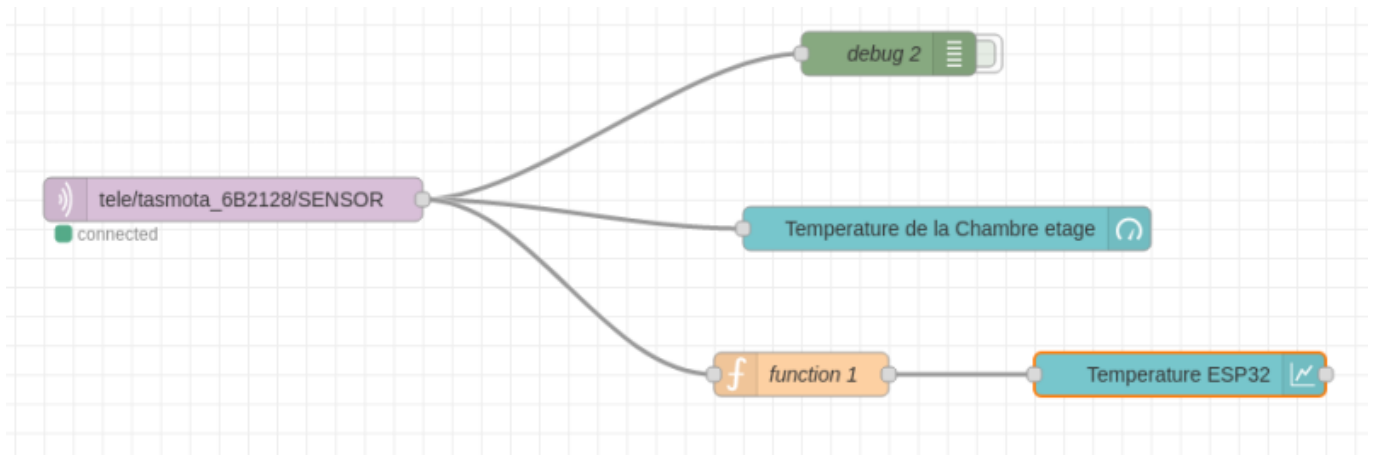 debug 2
tele/tasmota_6B2128/SENSOR
connected
Temperature de la Chambre etage
function 1
Temperature ESP32